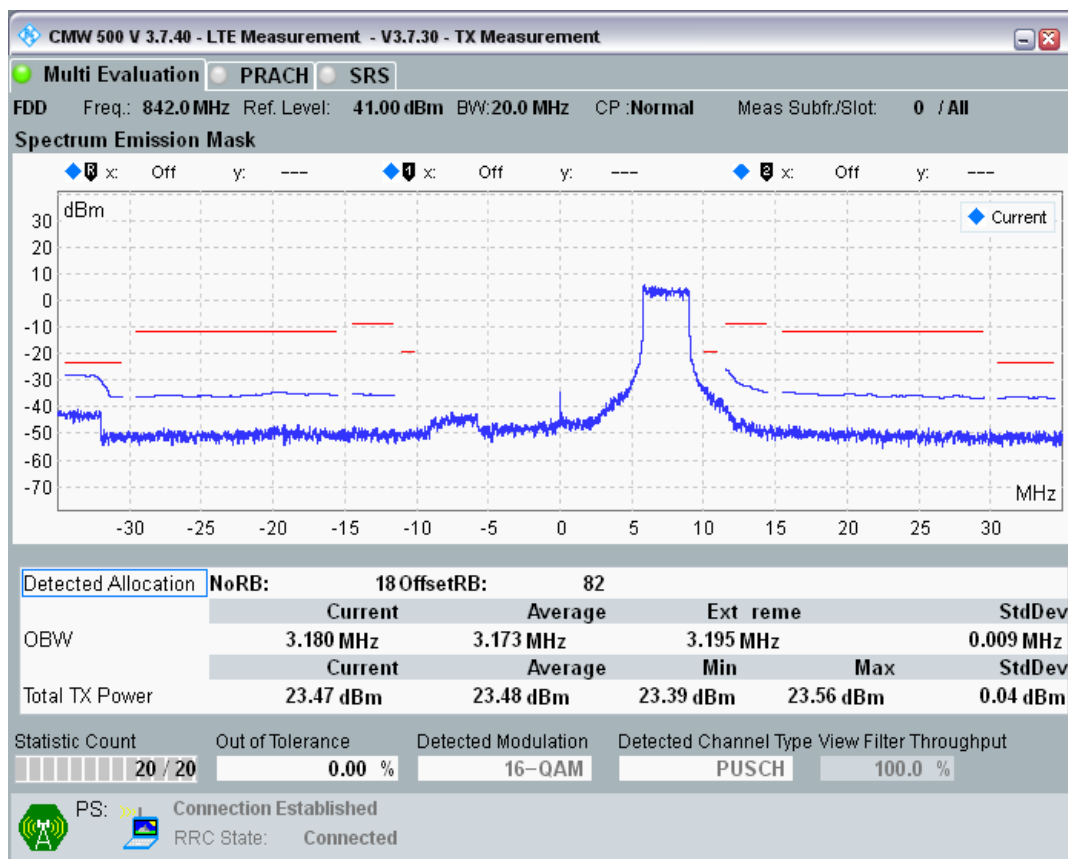 CMW 500 V 3.7.40 - LTE Measurement - V3.7.30 - TX Measurement
Multi Evaluation PRACH SRS
FDD Freq.: 842.0 MHz Ref. Level: 41.00 dBm BW:20.0 MHz CP :Normal Meas Subfr./Slot: 0 / All
Spectrum Emission Mask
R x: Off y: --- 1 x: Off y: --- 2 x: Off y: ---
dBm
Current
30
20
10
0
-10
-20
-30
-40
-50
-60
-70
MHz
-30 -25 -20 -15 -10 -5 0 5 10 15 20 25 30
Detected Allocation NoRB: 18 OffsetRB: 82
Current Average Ext reme StdDev
OBW 3.180 MHz 3.173 MHz 3.195 MHz 0.009 MHz
Current Average Min Max StdDev
Total TX Power 23.47 dBm 23.48 dBm 23.39 dBm 23.56 dBm 0.04 dBm
Statistic Count Out of Tolerance Detected Modulation Detected Channel Type View Filter Throughput
20 / 20 0.00 % 16-QAM PUSCH 100.0 %
PS: Connection Established
RRC State: Connected